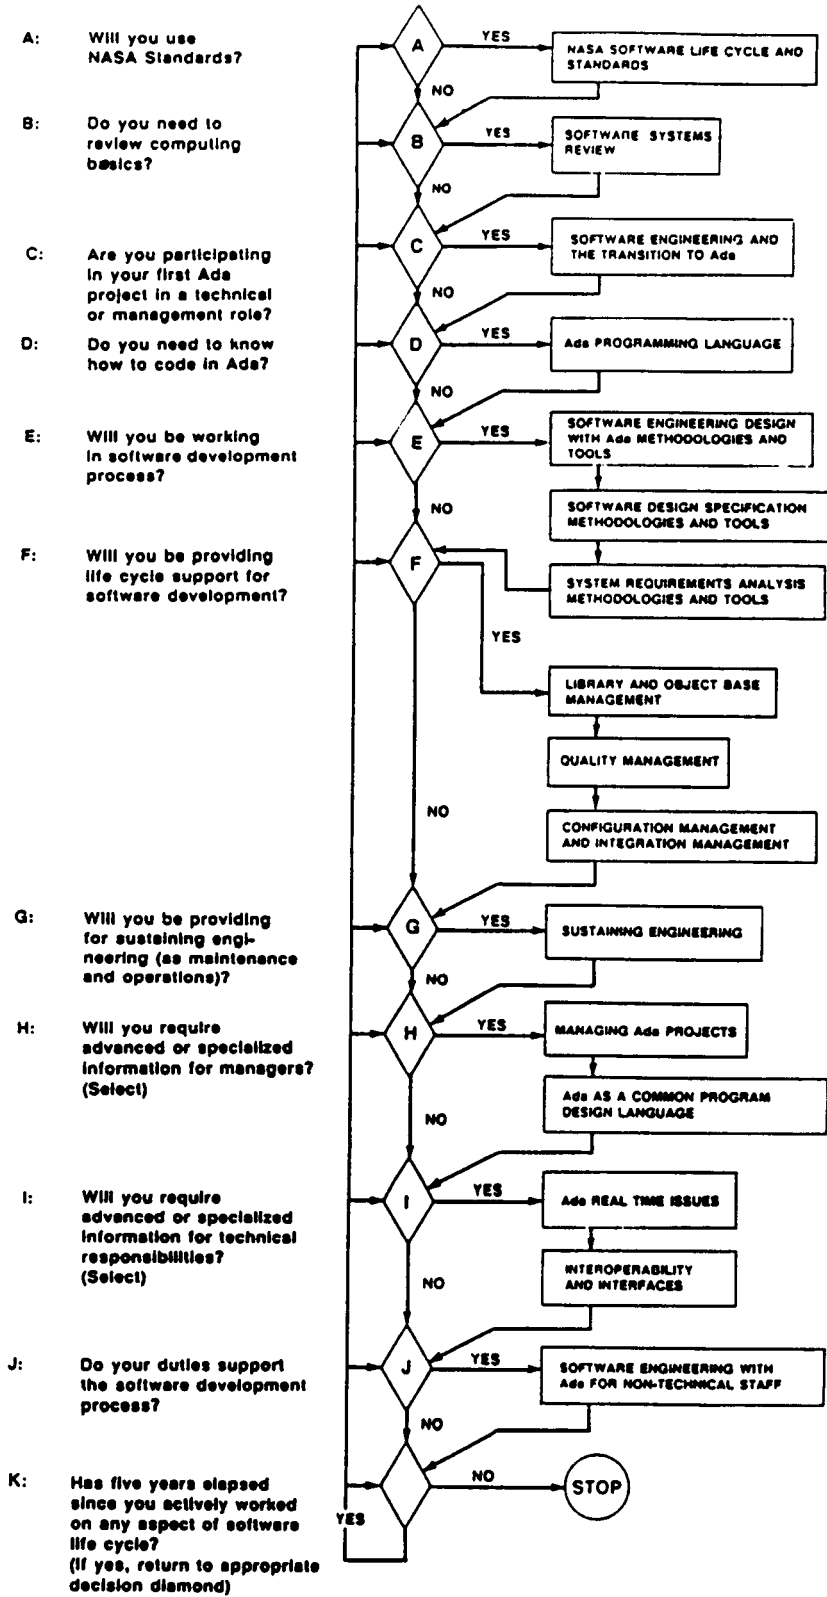 A: Will you use
NASA Standards?
A
YES
NASA SOFTWARE LIFE CYCLE AND
STANDARDS
NO
B: Do you need to
review computing
basics?
B
YES
SOFTWARE SYSTEMS
REVIEW
NO
C: Are you participating
in your first Ada
project in a technical
or management role?
C
YES
SOFTWARE ENGINEERING AND
THE TRANSITION TO Ada
NO
D: Do you need to know
how to code in Ada?
D
YES
Ada PROGRAMMING LANGUAGE
NO
E: Will you be working
in software development
process?
E
YES
SOFTWARE ENGINEERING DESIGN
WITH Ada METHODOLOGIES AND
TOOLS
SOFTWARE DESIGN SPECIFICATION
METHODOLOGIES AND TOOLS
SYSTEM REQUIREMENTS ANALYSIS
METHODOLOGIES AND TOOLS
NO
F: Will you be providing
life cycle support for
software development?
F
YES
LIBRARY AND OBJECT BASE
MANAGEMENT
QUALITY MANAGEMENT
CONFIGURATION MANAGEMENT
AND INTEGRATION MANAGEMENT
NO
G: Will you be providing
for sustaining engi-
neering (as maintenance
and operations)?
G
YES
SUSTAINING ENGINEERING
NO
H: Will you require
advanced or specialized
information for managers?
(Select)
H
YES
MANAGING Ada PROJECTS
Ada AS A COMMON PROGRAM
DESIGN LANGUAGE
NO
I: Will you require
advanced or specialized
information for technical
responsibilities?
(Select)
I
YES
Ada REAL TIME ISSUES
INTEROPERABILITY
AND INTERFACES
NO
J: Do your duties support
the software development
process?
J
YES
SOFTWARE ENGINEERING WITH
Ada FOR NON-TECHNICAL STAFF
NO
K: Has five years elapsed
since you actively worked
on any aspect of software
life cycle?
(If yes, return to appropriate
decision diamond)
NO
STOP
YES